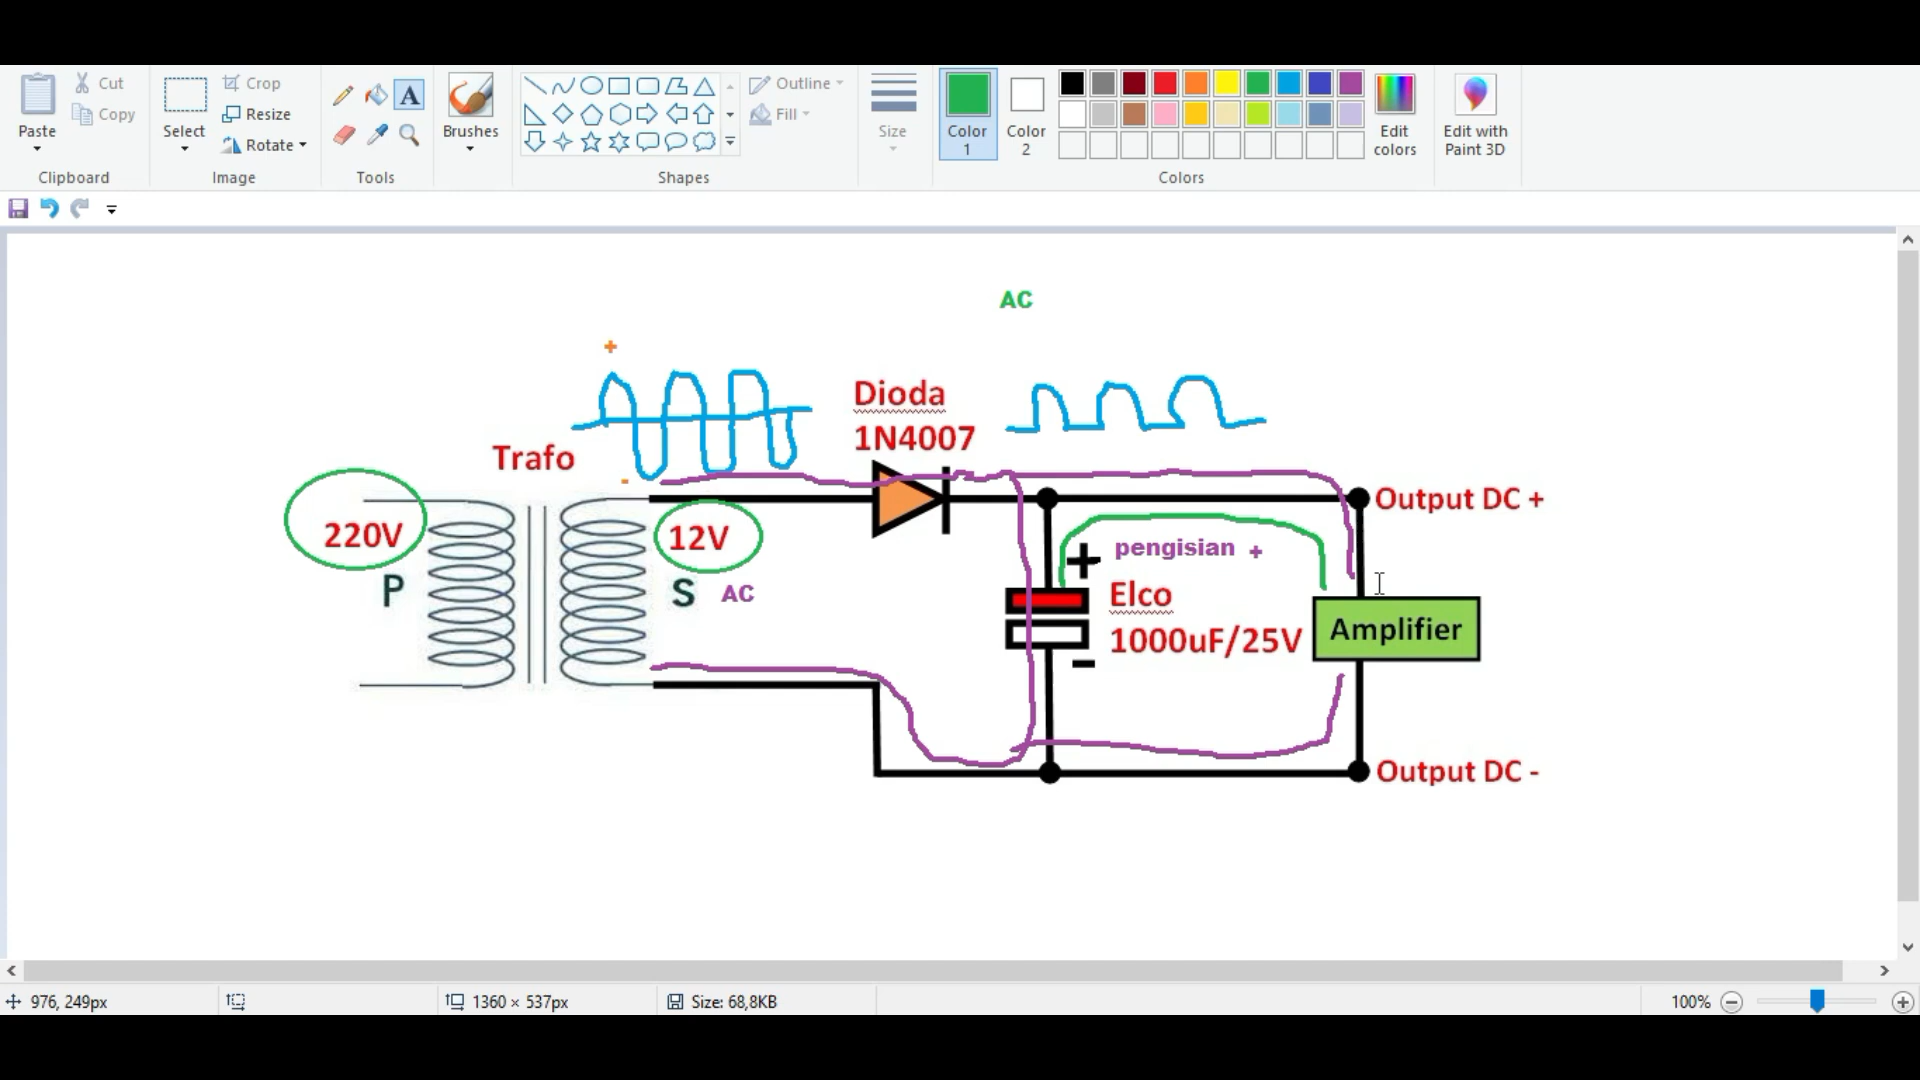 Paste
Cut
Copy
Clipboard
Select
Crop
Resize
Rotate
Image
A
Tools
Brushes
Shapes
Outline
Fill
Size
Color
1
Color
2
Colors
Edit
colors
Edit with
Paint 3D
AC
+
Dioda
1N4007
Trafo
-
220V
P
12V
S
AC
Output DC +
+
pengisian +
Elco
1000uF/25V
-
Amplifier
Output DC -
976, 249px
1360 × 537px
Size: 68,8KB
100%